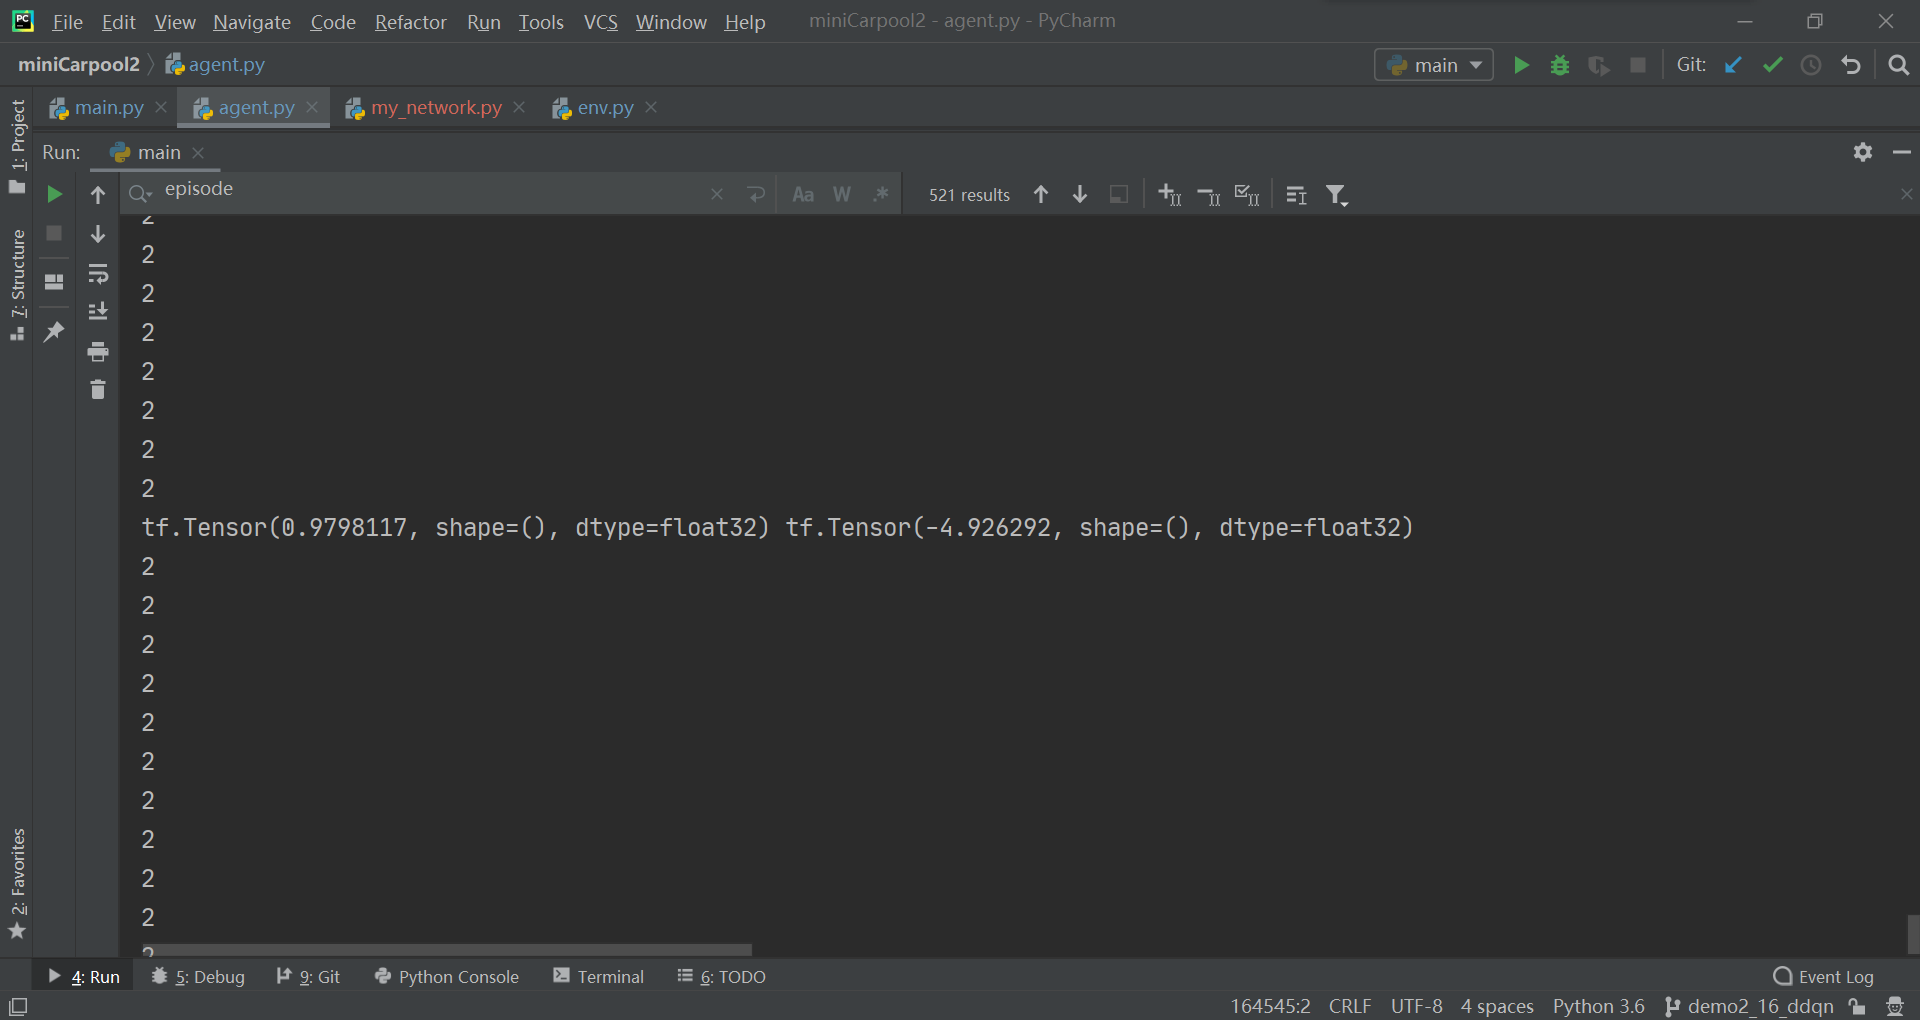 File Edit View Navigate Code Refactor Run Tools VCS Window Help miniCarpool2 - agent.py - PyCharm
miniCarpool2 agent.py main Git:
main.py agent.py my_network.py env.py
Run: main
episode Aa W .* 521 results
2
2
2
2
2
2
2
2
tf.Tensor(0.9798117, shape=(), dtype=float32) tf.Tensor(-4.926292, shape=(), dtype=float32)
2
2
2
2
2
2
2
2
2
2
2
1: Project
7: Structure
2: Favorites
4: Run 5: Debug 9: Git Python Console Terminal 6: TODO Event Log
164545:2 CRLF UTF-8 4 spaces Python 3.6 demo2_16_ddqn